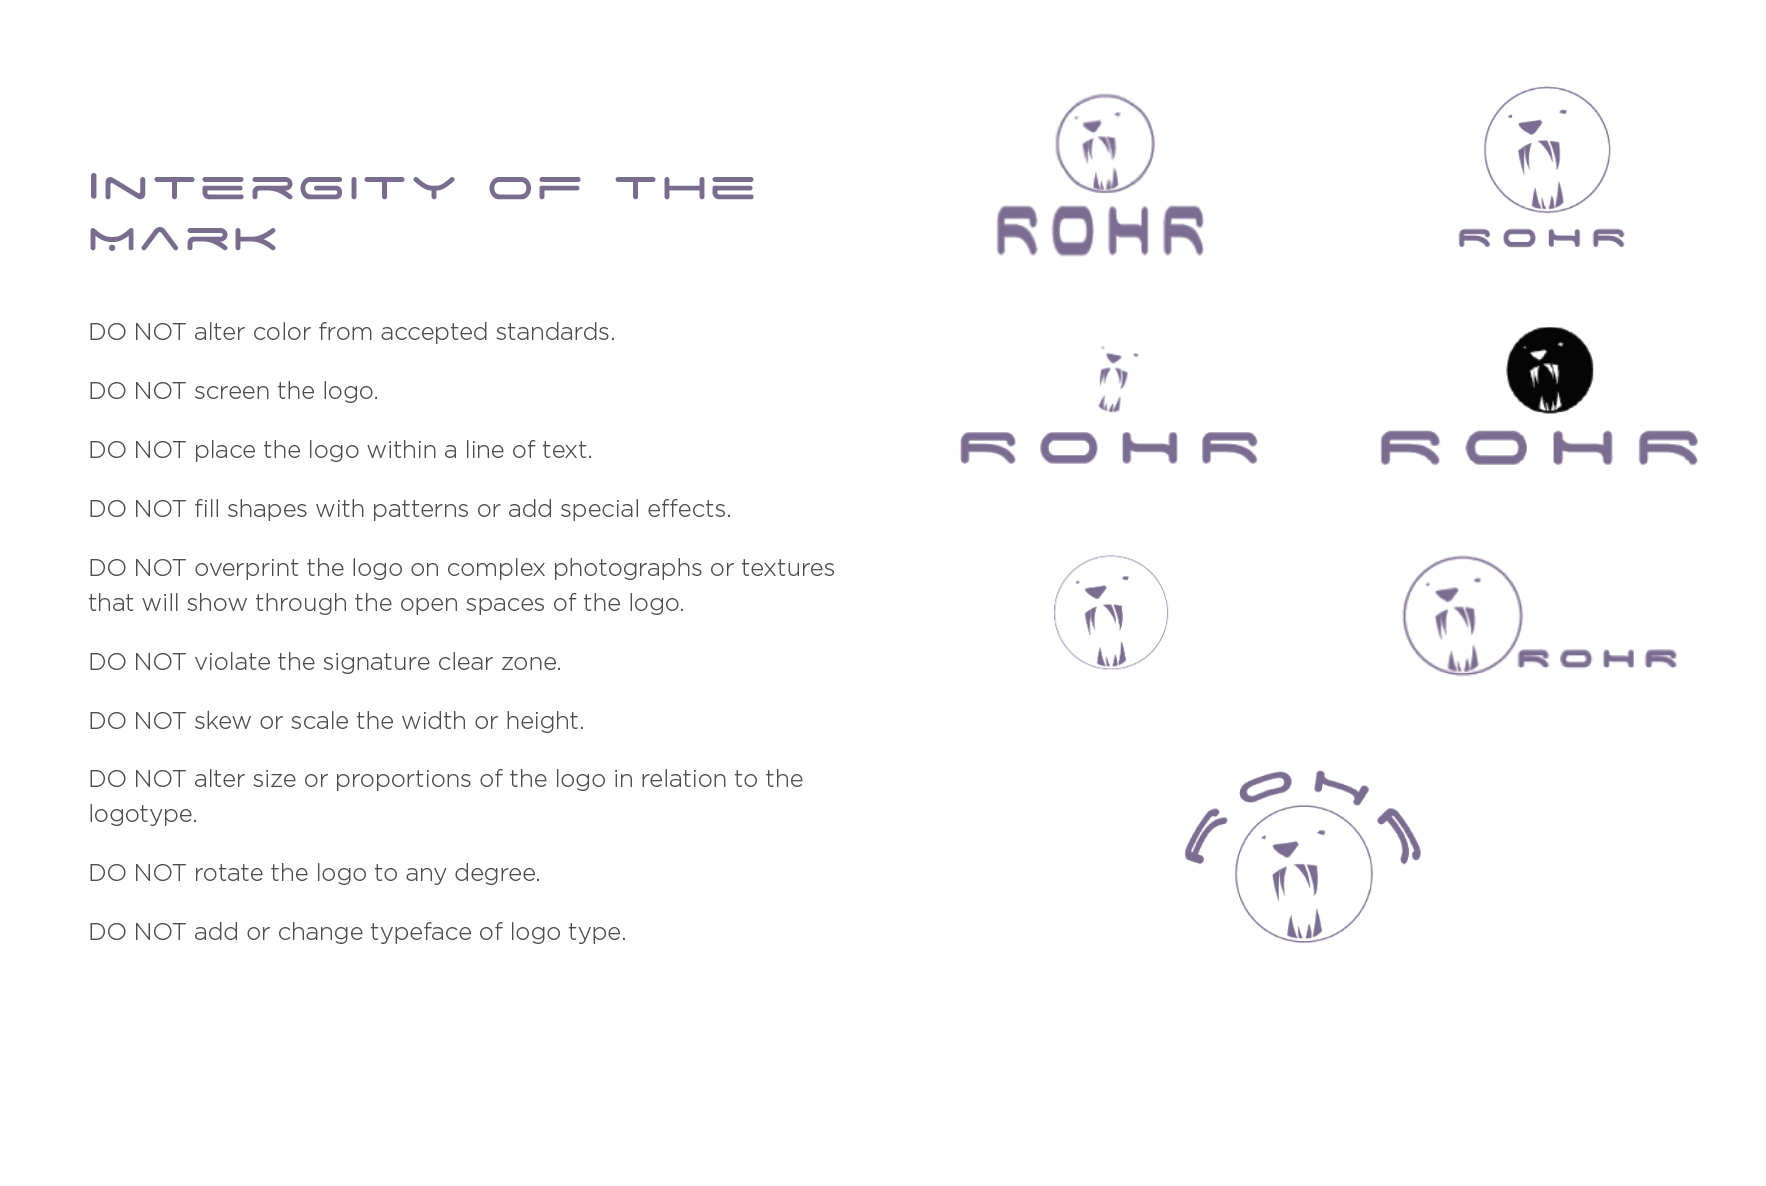 INTERGITY OF THE
MARK
DO NOT alter color from accepted standards.
DO NOT screen the logo.
DO NOT place the logo within a line of text.
DO NOT fill shapes with patterns or add special effects.
DO NOT overprint the logo on complex photographs or textures
that will show through the open spaces of the logo.
DO NOT violate the signature clear zone.
DO NOT skew or scale the width or height.
DO NOT alter size or proportions of the logo in relation to the
logotype.
DO NOT rotate the logo to any degree.
DO NOT add or change typeface of logo type.
ROHR
ROHR
ROHR
ROHR
ROHR
ROHR